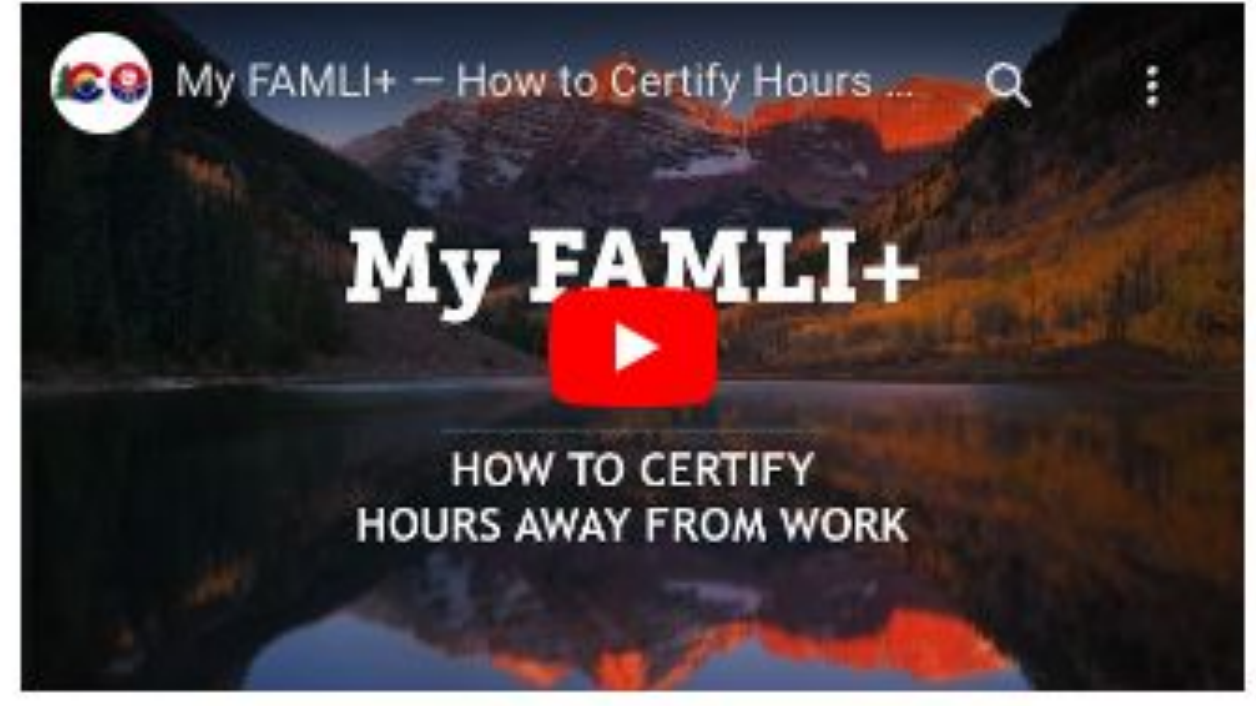 My FAMLI+ — How to Certify Hours ...
My FAMLI+
HOW TO CERTIFY
HOURS AWAY FROM WORK